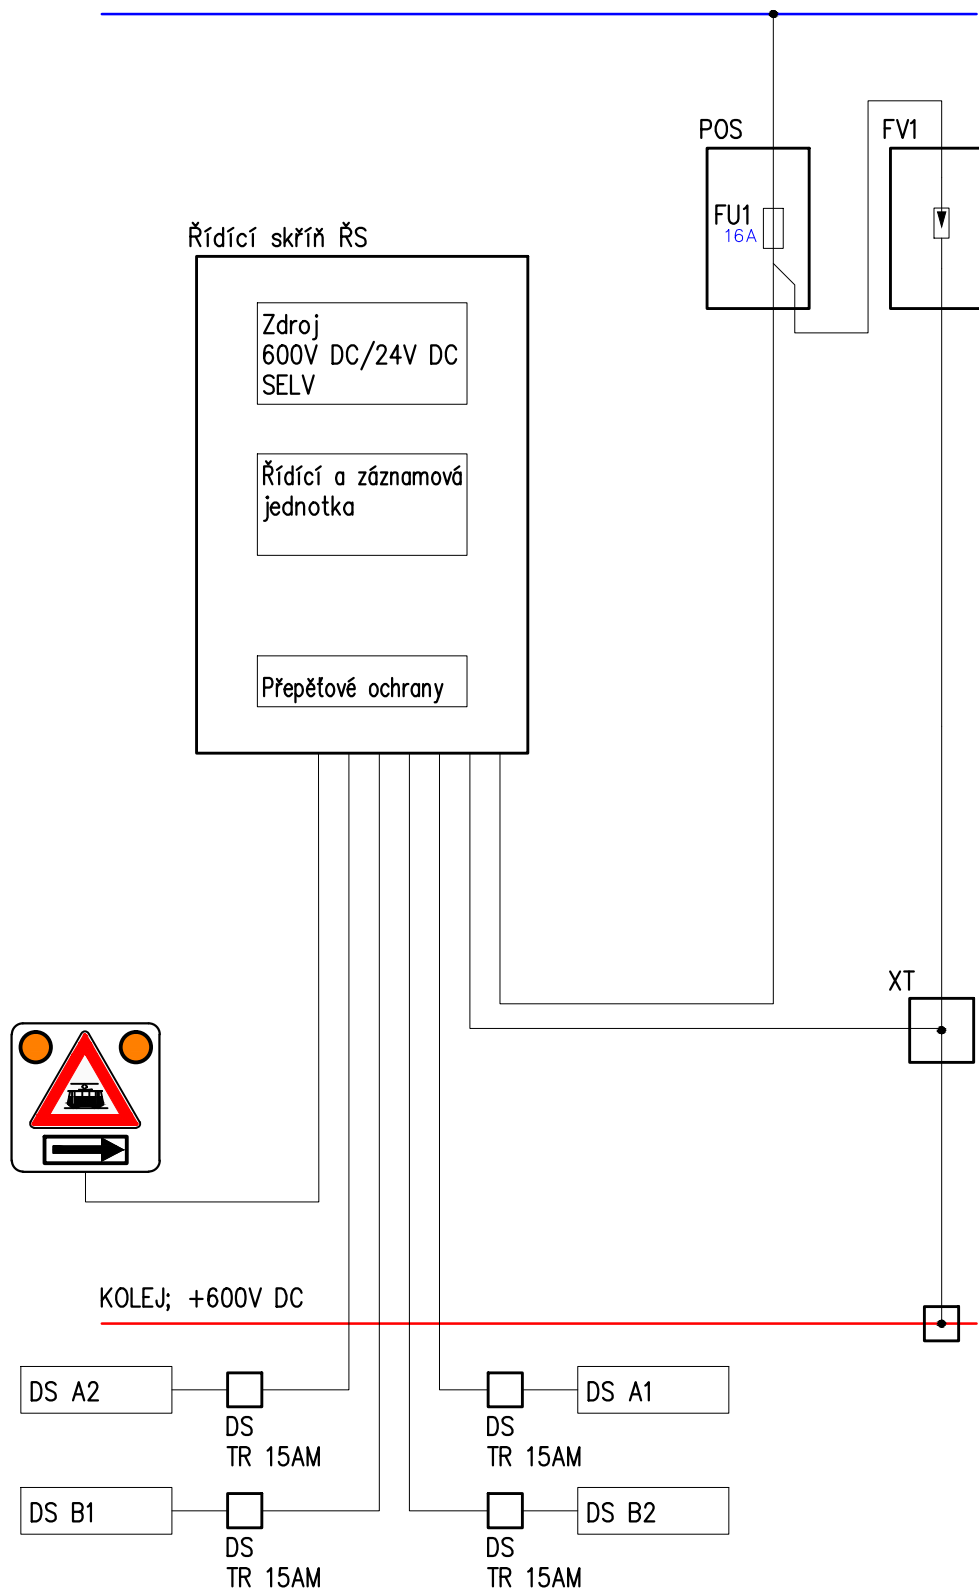 POS
FV1
FU1
16A
Řídící skříň ŘS
Zdroj
600V DC/24V DC
SELV
Řídící a záznamová
jednotka
Přepěťové ochrany
XT
KOLEJ; +600V DC
DS A2
DS
TR 15AM
DS A1
DS
TR 15AM
DS B1
DS
TR 15AM
DS B2
DS
TR 15AM